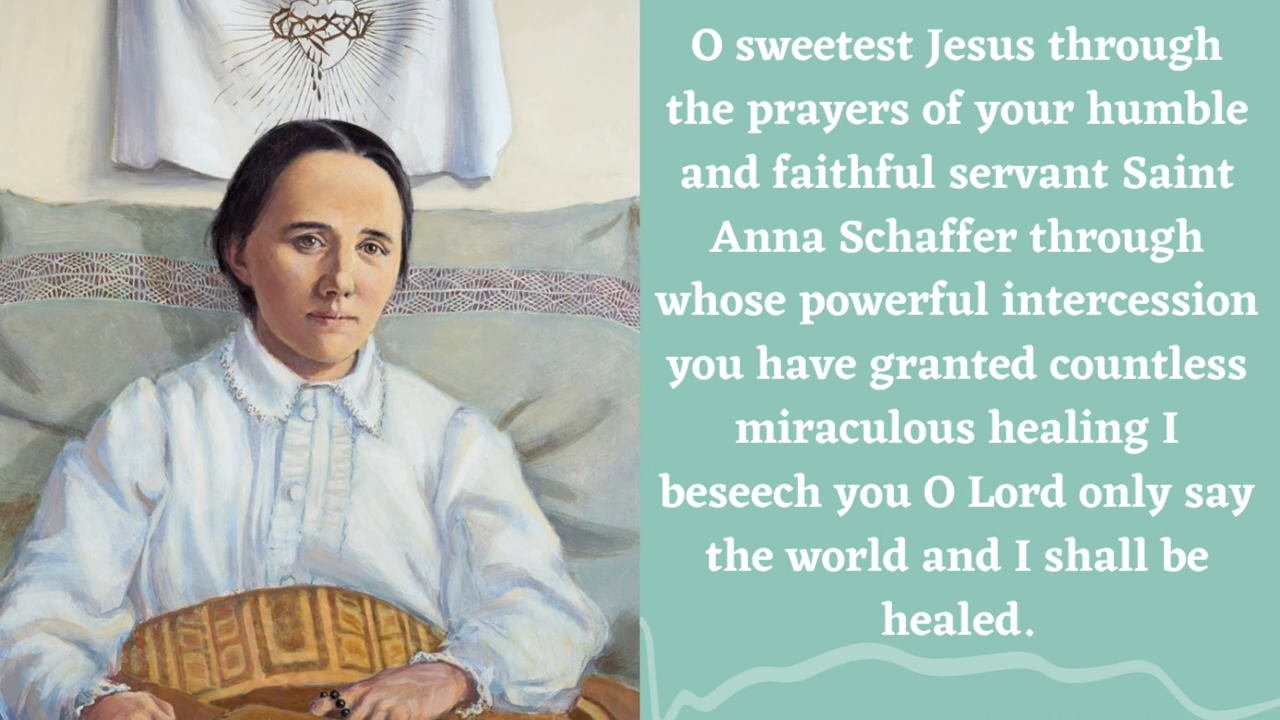 O sweetest Jesus through
the prayers of your humble
and faithful servant Saint
Anna Schaffer through
whose powerful intercession
you have granted countless
miraculous healing I
beseech you O Lord only say
the world and I shall be
healed.